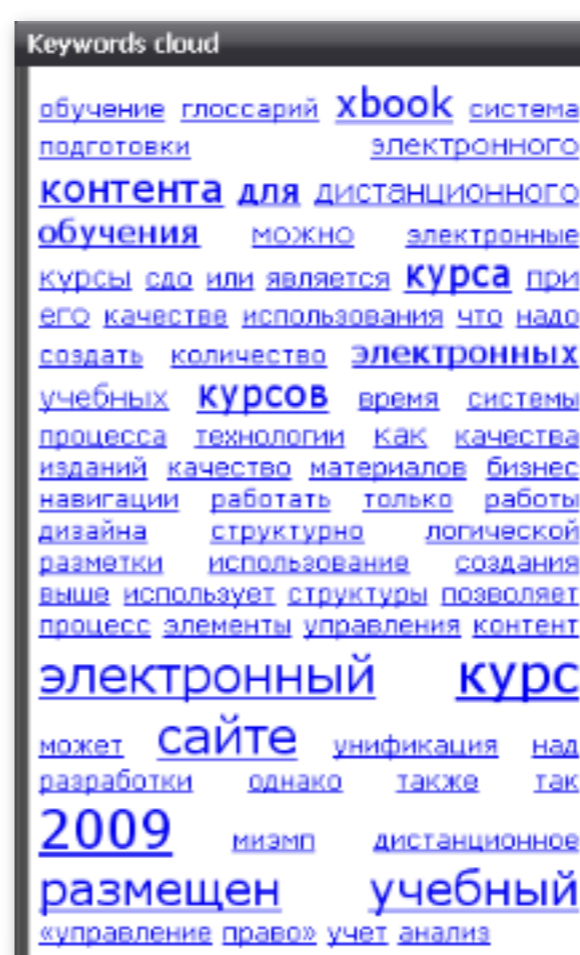 Keywords cloud
обучение глоссарий xbook система
подготовки электронного
контента для дистанционного
обучения можно электронные
курсы сдо или является курса при
его качестве использования что надо
создать количество электронных
учебных курсов время системы
процесса технологии как качества
изданий качество материалов бизнес
навигации работать только работы
дизайна структурно логической
разметки использование создания
выше использует структуры позволяет
процесс элементы управления контент
электронный курс
может сайте унификация над
разработки однако также так
2009 миэмп дистанционное
размещен учебный
«управление право» учет анализ